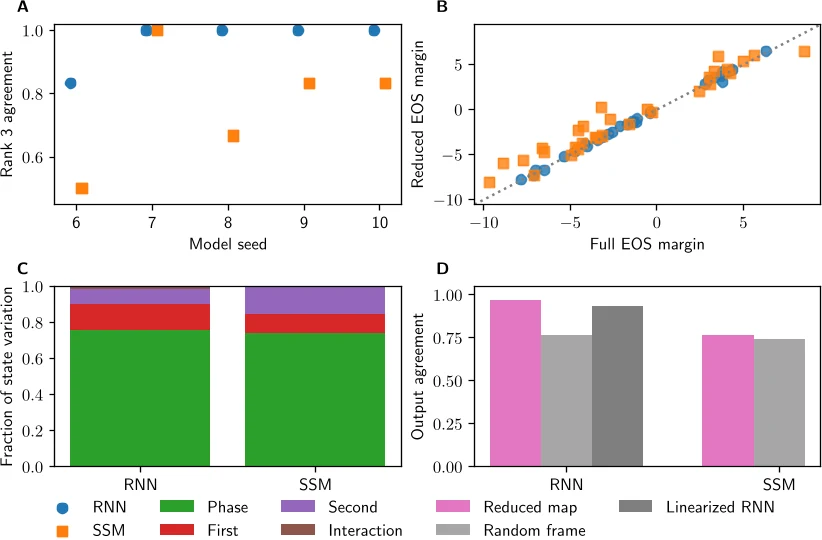 A
Rank 3 agreement
1.0
0.8
0.6
6 7 8 9 10
Model seed
B
Reduced EOS margin
5
0
−5
−10
−10 −5 0 5
Full EOS margin
C
Fraction of state variation
1.0
0.8
0.6
0.4
0.2
0.0
RNN SSM
D
Output agreement
1.00
0.75
0.50
0.25
0.00
RNN SSM
RNN
SSM
Phase
First
Second
Interaction
Reduced map
Random frame
Linearized RNN